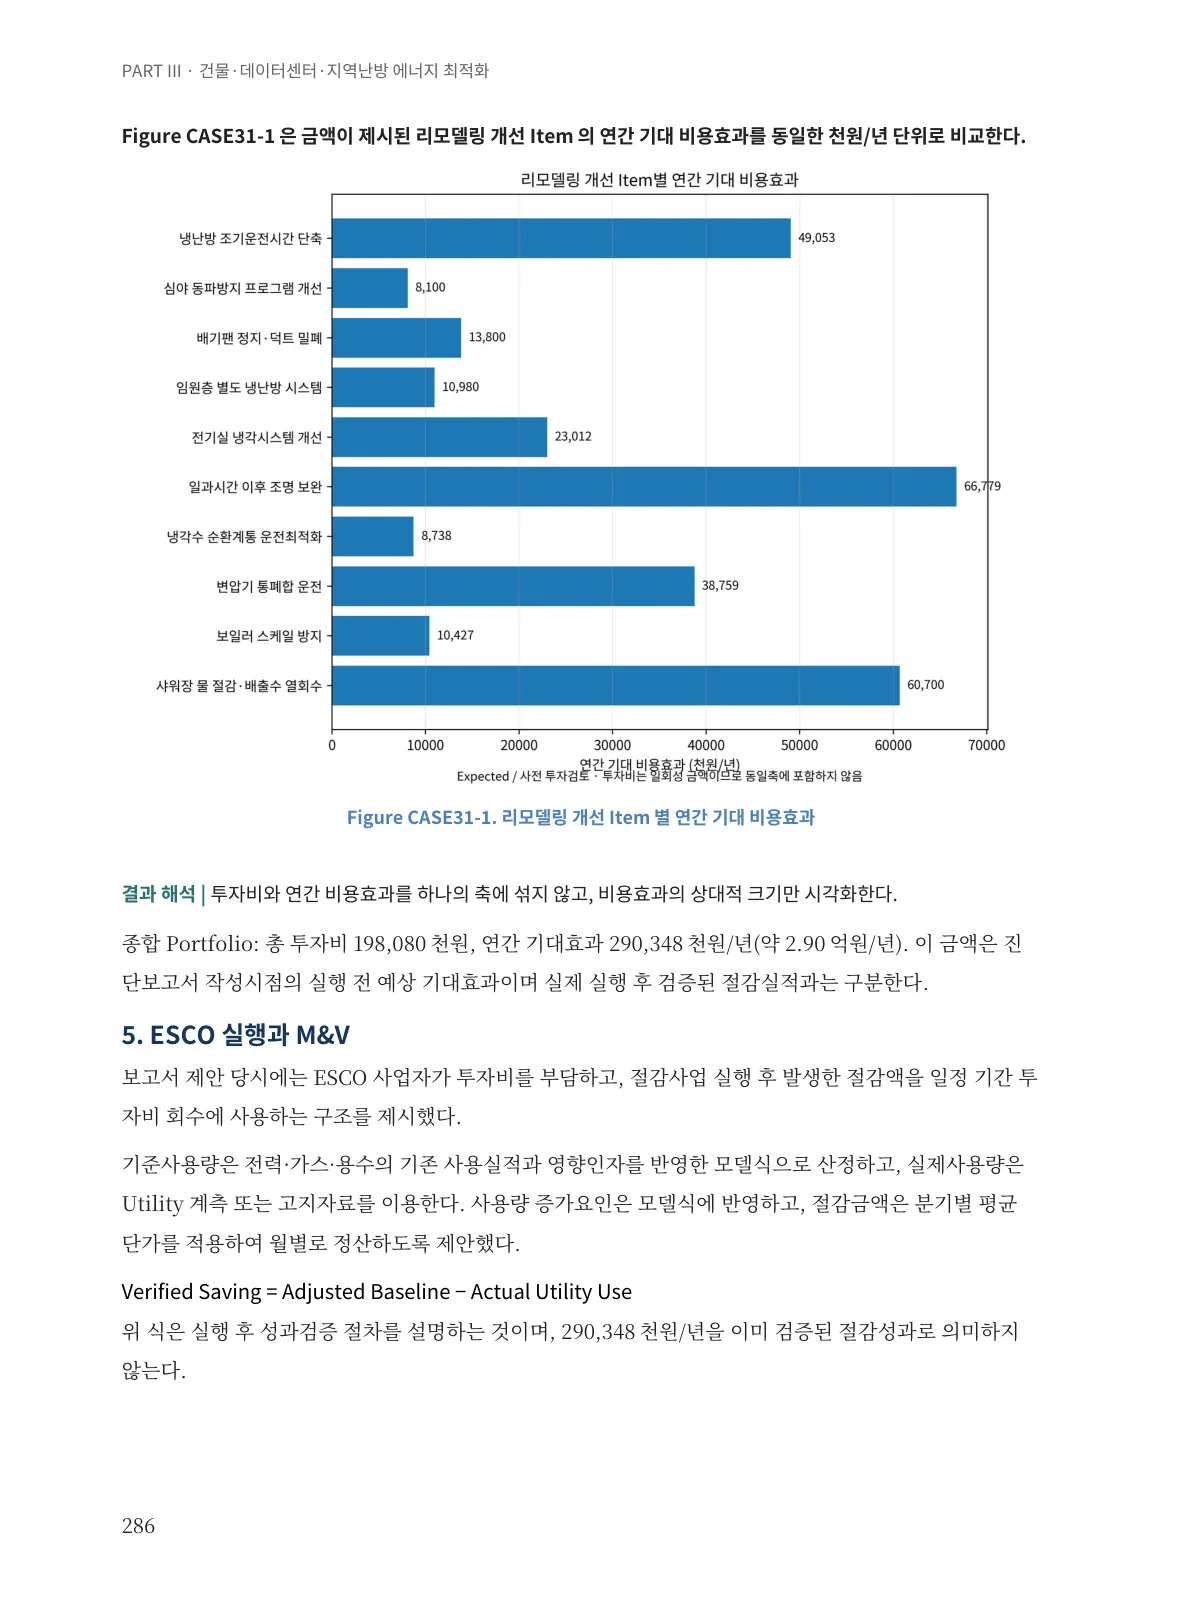 PART III · 건물·데이터센터·지역난방 에너지 최적화
Figure CASE31-1 은 금액이 제시된 리모델링 개선 Item 의 연간 기대 비용효과를 동일한 천원/년 단위로 비교한다.
리모델링 개선 Item별 연간 기대 비용효과
냉난방 조기운전시간 단축 49,053
심야 동파방지 프로그램 개선 8,100
배기팬 정지·덕트 밀폐 13,800
임원층 별도 냉난방 시스템 10,980
전기실 냉각시스템 개선 23,012
일과시간 이후 조명 보완 66,779
냉각수 순환계통 운전최적화 8,738
변압기 통폐합 운전 38,759
보일러 스케일 방지 10,427
샤워장 물 절감·배출수 열회수 60,700
0 10000 20000 30000 40000 50000 60000 70000
연간 기대 비용효과 (천원/년)
Expected / 사전 투자검토 · 투자비는 일회성 금액이므로 동일축에 포함하지 않음
Figure CASE31-1. 리모델링 개선 Item 별 연간 기대 비용효과
결과 해석 | 투자비와 연간 비용효과를 하나의 축에 섞지 않고, 비용효과의 상대적 크기만 시각화한다.
종합 Portfolio: 총 투자비 198,080 천원, 연간 기대효과 290,348 천원/년(약 2.90 억원/년). 이 금액은 진
단보고서 작성시점의 실행 전 예상 기대효과이며 실제 실행 후 검증된 절감실적과는 구분한다.
5. ESCO 실행과 M&V
보고서 제안 당시에는 ESCO 사업자가 투자비를 부담하고, 절감사업 실행 후 발생한 절감액을 일정 기간 투
자비 회수에 사용하는 구조를 제시했다.
기준사용량은 전력·가스·용수의 기존 사용실적과 영향인자를 반영한 모델식으로 산정하고, 실제사용량은
Utility 계측 또는 고지자료를 이용한다. 사용량 증가요인은 모델식에 반영하고, 절감금액은 분기별 평균
단가를 적용하여 월별로 정산하도록 제안했다.
Verified Saving = Adjusted Baseline − Actual Utility Use
위 식은 실행 후 성과검증 절차를 설명하는 것이며, 290,348 천원/년을 이미 검증된 절감성과로 의미하지
않는다.
286